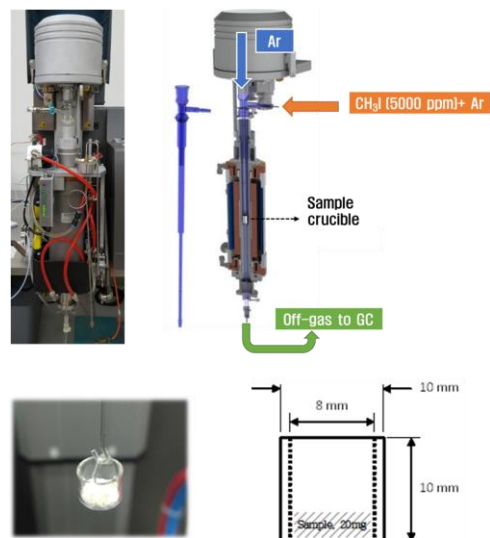 Ar
CH₃I (5000 ppm)+ Ar
Sample
crucible
Off-gas to GC
10 mm
8 mm
10 mm
Sample, 20mg